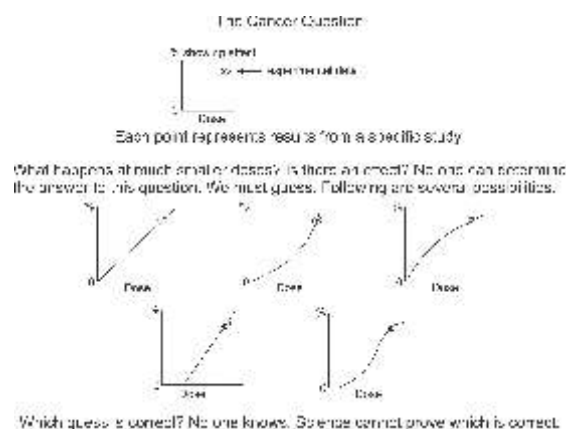 The Cancer Question
% showing effect
experimental data
0
Dose
Each point represents results from a specific study
What happens at much smaller doses? Is there an effect? No one can determine
the answer to this question. We must guess. Following are several possibilities.
% % %
0 Dose 0 Dose 0 Dose
% %
Dose 0 Dose
Which guess is correct? No one knows. Science cannot prove which is correct.